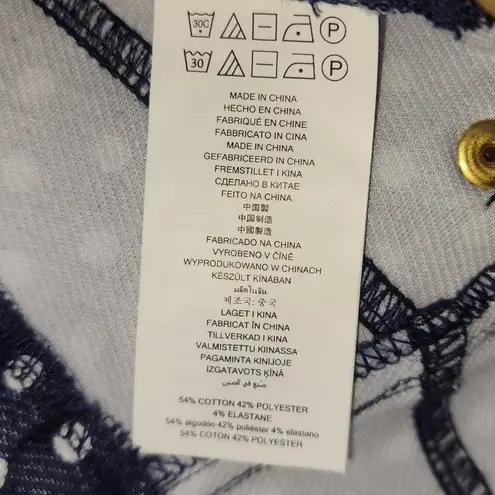 30C P
30 P
MADE IN CHINA
HECHO EN CHINA
FABRIQUÉ EN CHINE
FABBRICATO IN CINA
MADE IN CHINA
GEFABRICEERD IN CHINA
FREMSTILLET I KINA
СДЕЛАНО В КИТАЕ
FEITO NA CHINA
中国製
中国制造
中國製造
FABRICADO NA CHINA
VYROBENO V ČÍNE
WYPRODUKOWANO W CHINACH
KÉSZÜLT KÍNÁBAN
ผลิตในจีน
제조국: 중국
LAGET I KINA
FABRICAT ÎN CHINA
TILLVERKAD I KINA
VALMISTETTU KIINASSA
PAGAMINTA KINIJOJE
IZGATAVOTS ĶĪNĀ
صنع في الصين
54% COTTON 42% POLYESTER
4% ELASTANE
54% algodón 42% poliéster 4% elastano
54% COTTON 42% POLYESTER